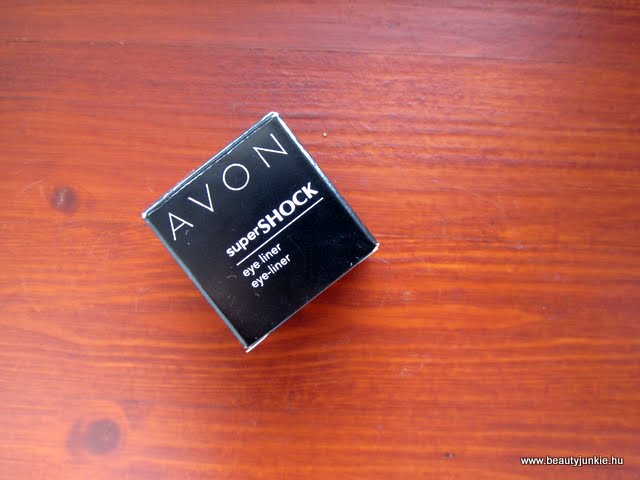 AVON
superSHOCK
eye liner
eye-liner
www.beautyjunkie.hu